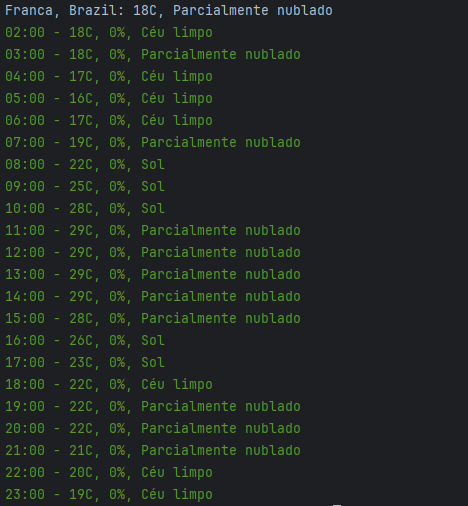 Franca, Brazil: 18C, Parcialmente nublado
02:00 - 18C, 0%, Céu limpo
03:00 - 18C, 0%, Parcialmente nublado
04:00 - 17C, 0%, Céu limpo
05:00 - 16C, 0%, Céu limpo
06:00 - 17C, 0%, Céu limpo
07:00 - 19C, 0%, Parcialmente nublado
08:00 - 22C, 0%, Sol
09:00 - 25C, 0%, Sol
10:00 - 28C, 0%, Sol
11:00 - 29C, 0%, Parcialmente nublado
12:00 - 29C, 0%, Parcialmente nublado
13:00 - 29C, 0%, Parcialmente nublado
14:00 - 29C, 0%, Parcialmente nublado
15:00 - 28C, 0%, Parcialmente nublado
16:00 - 26C, 0%, Sol
17:00 - 23C, 0%, Sol
18:00 - 22C, 0%, Céu limpo
19:00 - 22C, 0%, Parcialmente nublado
20:00 - 22C, 0%, Parcialmente nublado
21:00 - 21C, 0%, Parcialmente nublado
22:00 - 20C, 0%, Céu limpo
23:00 - 19C, 0%, Céu limpo